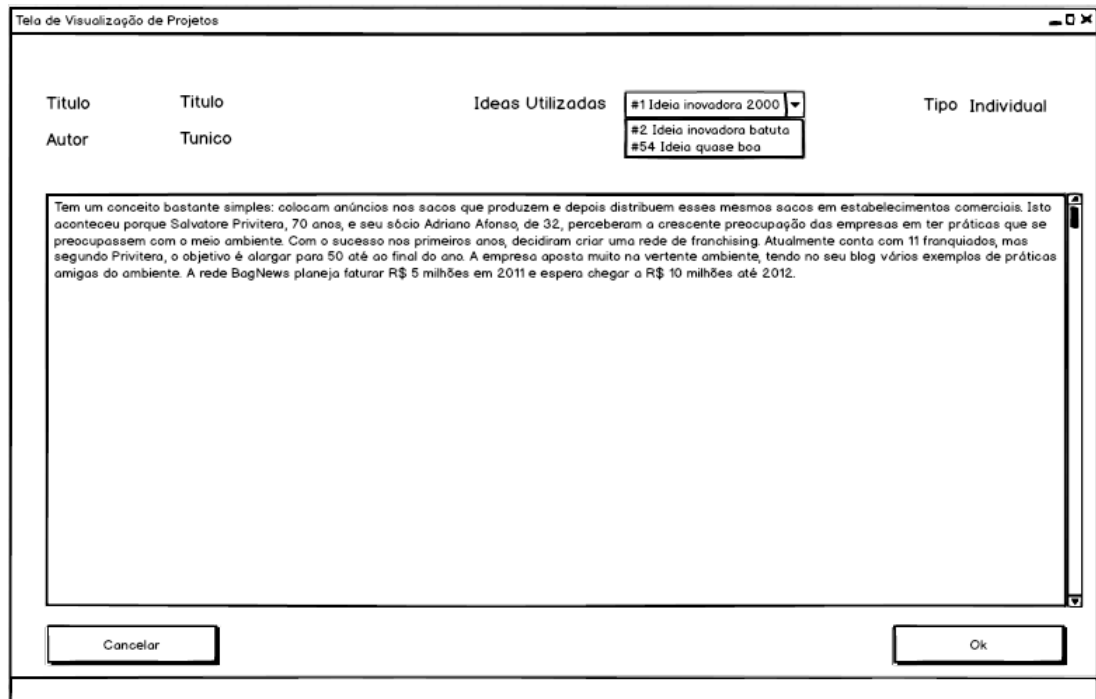 Tela de Visualização de Projetos
Titulo Titulo Ideas Utilizadas #1 Ideia inovadora 2000 Tipo Individual
#2 Ideia inovadora batuta
Autor Tunico
#54 Ideia quase boa
Tem um conceito bastante simples: colocam anúncios nos sacos que produzem e depois distribuem esses mesmos sacos em estabelecimentos comerciais. Isto
aconteceu porque Salvatore Privitera, 70 anos, e seu sócio Adriano Afonso, de 32, perceberam a crescente preocupação das empresas em ter práticas que se
preocupassem com o meio ambiente. Com o sucesso nos primeiros anos, decidiram criar uma rede de franchising. Atualmente conta com 11 franquiados, mas
segundo Privitera, o objetivo é alargar para 50 até ao final do ano. A empresa aposta muito na vertente ambiente, tendo no seu blog vários exemplos de práticas
amigas do ambiente. A rede BagNews planeja faturar R$ 5 milhões em 2011 e espera chegar a R$ 10 milhões até 2012.
Cancelar Ok